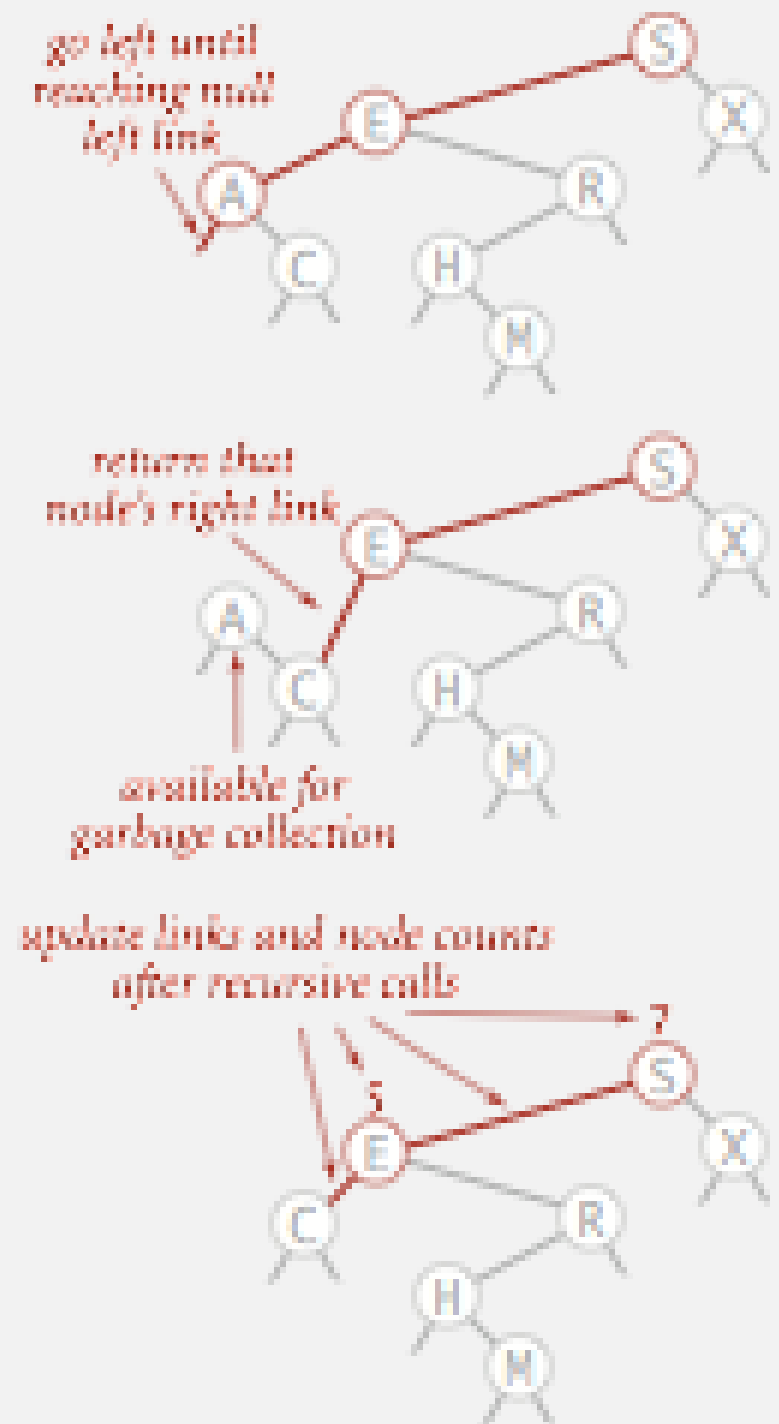 go left until
reaching null
left link
S
E
X
A
R
C
H
M
return that
node's right link
S
E
X
A
R
C
H
M
available for
garbage collection
update links and node counts
after recursive calls
7
S
5
E
X
C
R
H
M